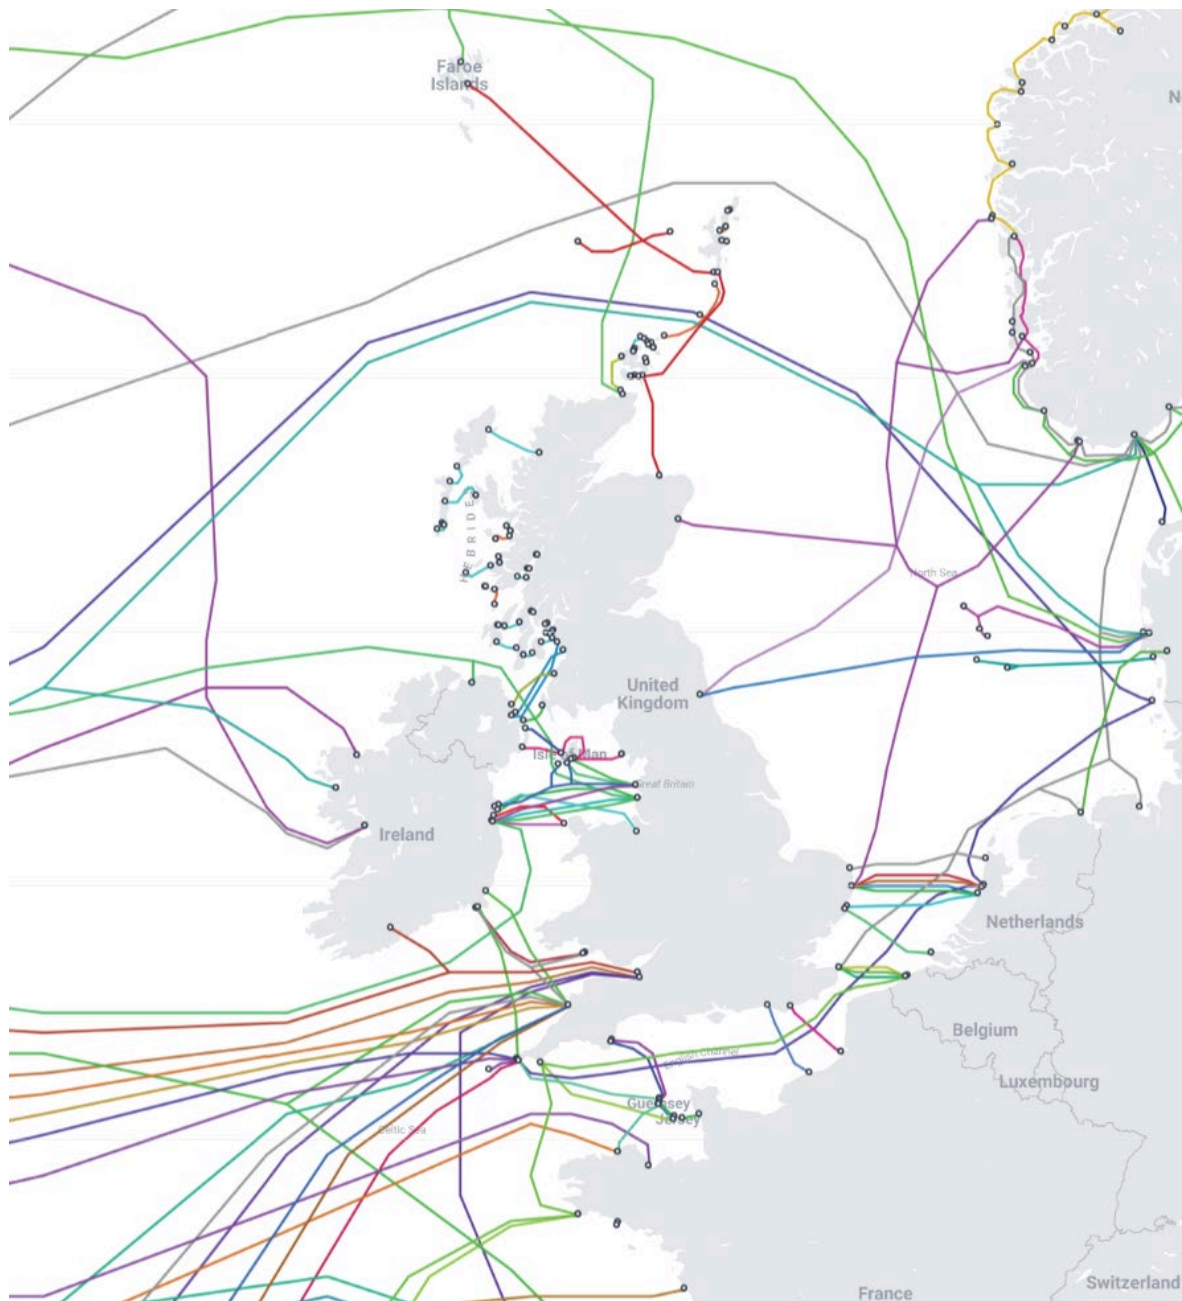 Faroe
Islands
N
HEBRIDE
North Sea
United
Kingdom
Isle of Man
Great Britain
Ireland
Netherlands
Belgium
English Channel
Luxembourg
Guernsey
Jersey
Celtic Sea
Switzerland
France